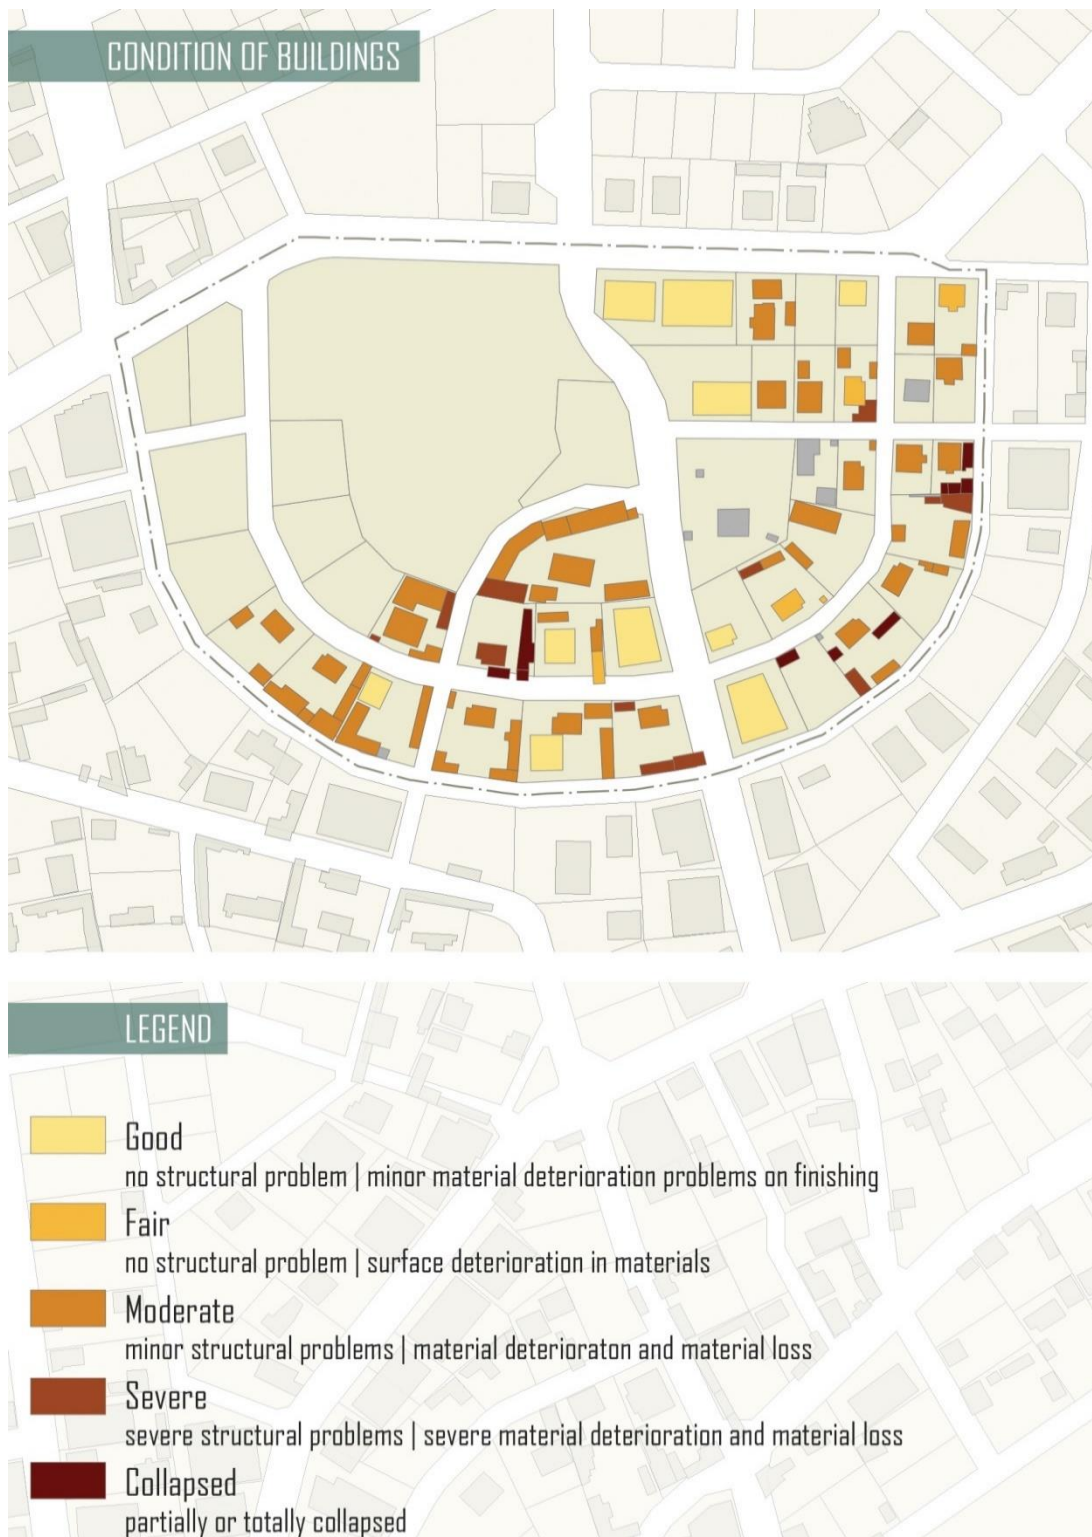 CONDITION OF BUILDINGS
LEGEND
Good
no structural problem | minor material deterioration problems on finishing
Fair
no structural problem | surface deterioration in materials
Moderate
minor structural problems | material deterioraton and material loss
Severe
severe structural problems | severe material deterioration and material loss
Collapsed
partially or totally collapsed